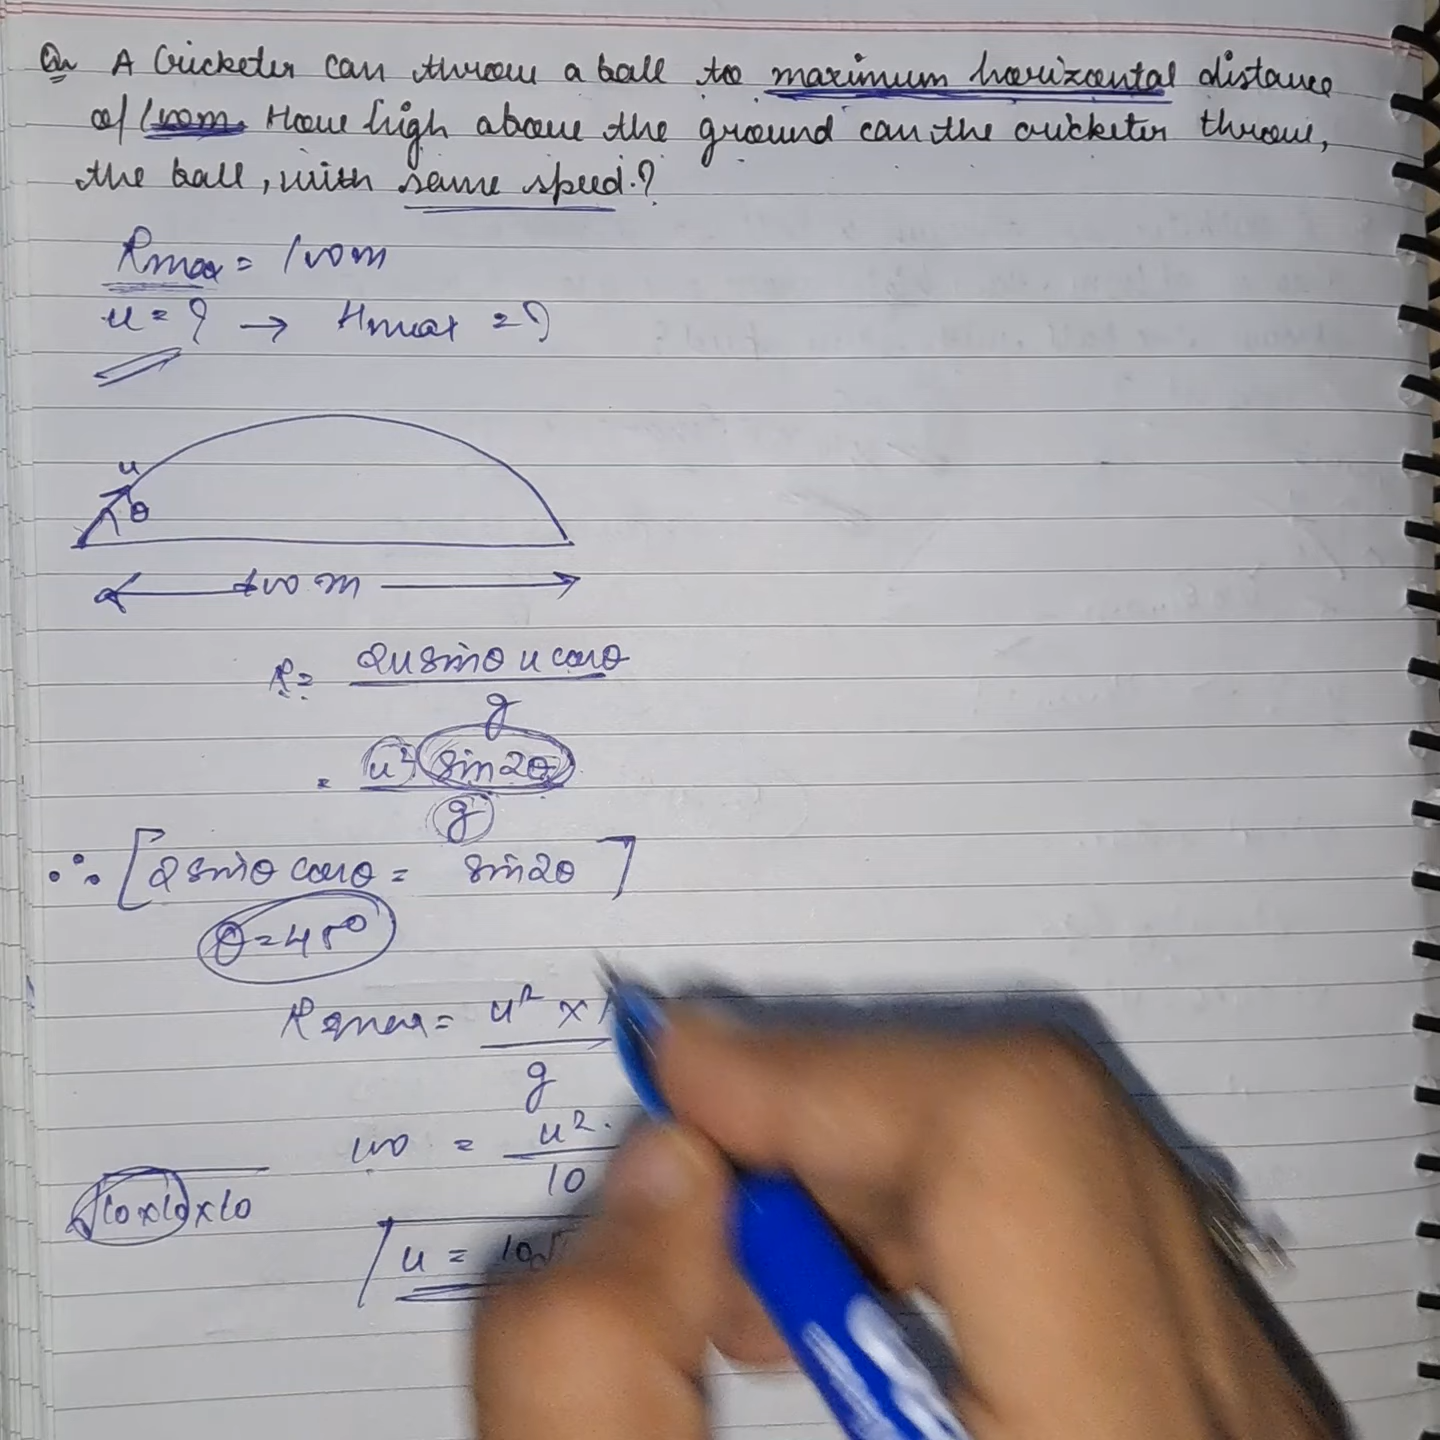 Qn A Cricketer can throw a ball to maximum horizontal distance
of 100m. How high above the ground can the cricketer throw,
the ball, with same speed.?
Rmax = 100m
u = ? → Hmax = ?
u
θ
100 m
R = 2u sinθ u cosθ
g
= u² sin2θ
g
∴ [2 sinθ cosθ = sin2θ]
θ = 45°
Rmax = u² × 1
g
100 = u²
10
√10×10×10
u = 10√